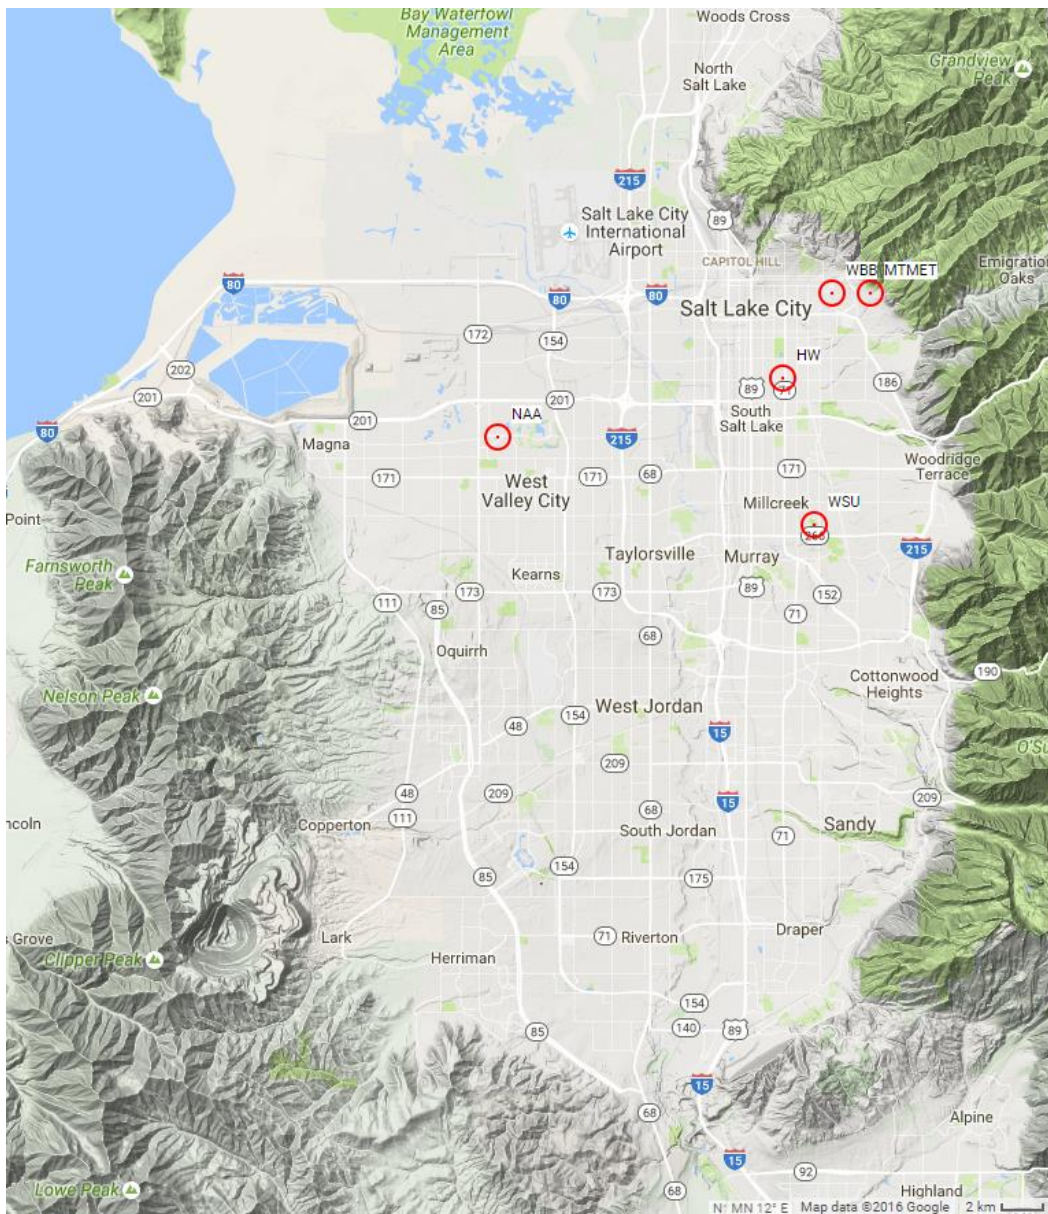 Bay Waterfowl
Management
Area
Woods Cross
Grandview
Peak
North
Salt Lake
215
Salt Lake City
International
Airport
89
CAPITOL HILL
WBB
MTMET
Emigration
Oaks
80
80
80
Salt Lake City
172
154
HW
202
201
89
71
186
201
NAA
201
South
Salt Lake
80
Magna
215
Woodridge
Terrace
171
West
Valley City
171
68
171
Point
Millcreek
WSU
266
215
Farnsworth
Peak
Taylorsville
Murray
Kearns
111
85
173
173
89
152
71
68
Oquirrh
190
Nelson Peak
Cottonwood
Heights
West Jordan
154
48
15
O'Su
209
48
209
15
209
68
ncoln
Copperton
111
South Jordan
71
Sandy
154
85
175
s Grove
Lark
71
Riverton
Draper
Clipper Peak
Herriman
154
85
140
89
15
68
Alpine
15
92
Lowe Peak
68
Highland
N↑ MN 12° E
Map data ©2016 Google
2 km